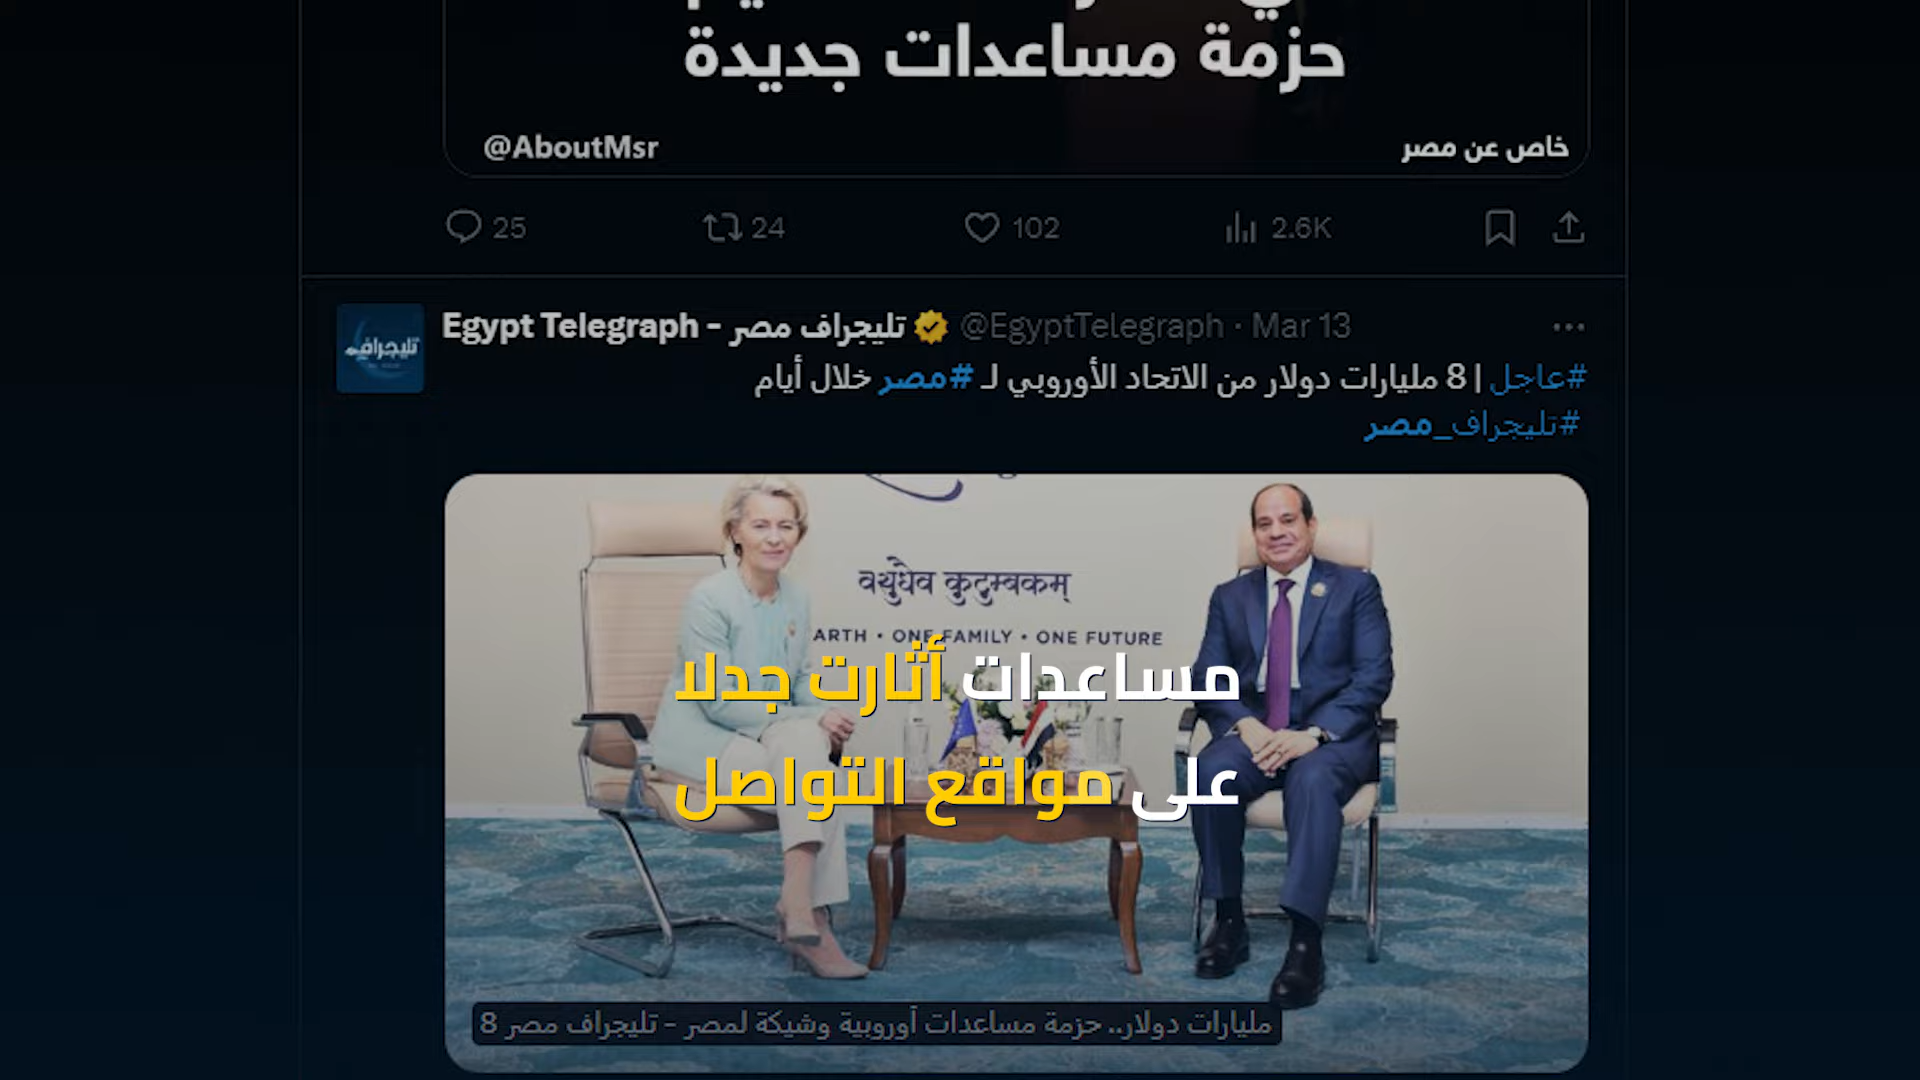 حزمة مساعدات جديدة
@AboutMsr
خاص عن مصر
25 24 102 2.6K
Egypt Telegraph - تليجراف مصر @EgyptTelegraph · Mar 13
#عاجل | 8 مليارات دولار من الاتحاد الأوروبي لـ #مصر خلال أيام
#تليجراف_مصر
تليجراف
वसुधैव कुटुम्बकम्
ARTH • ONE FAMILY • ONE FUTURE
مساعدات أثارت جدلا
على مواقع التواصل
مليارات دولار.. حزمة مساعدات أوروبية وشيكة لمصر - تليجراف مصر 8